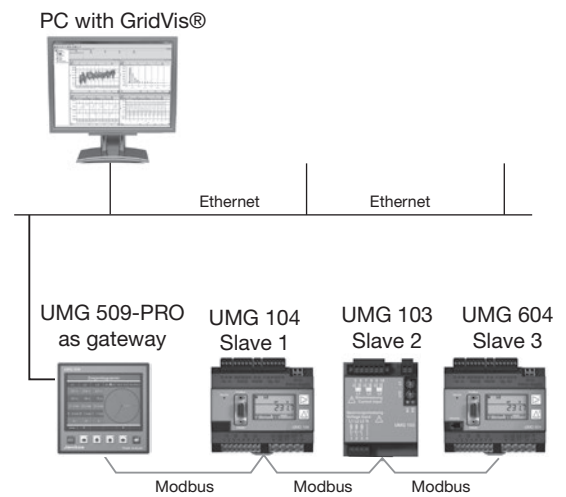 PC with GridVis®
Ethernet
Ethernet
UMG 509-PRO
as gateway
UMG 104
Slave 1
UMG 103
Slave 2
UMG 604
Slave 3
Modbus
Modbus
Modbus